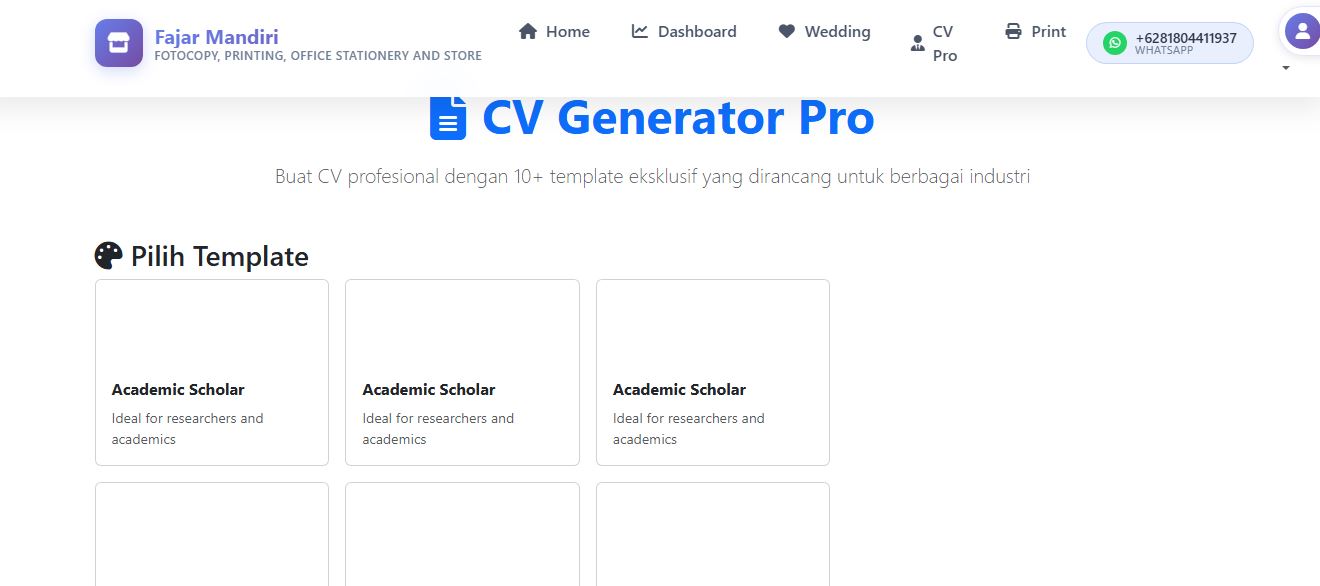 Fajar Mandiri
FOTOCOPY, PRINTING, OFFICE STATIONERY AND STORE
Home
Dashboard
Wedding
CV
Pro
Print
+6281804411937
WHATSAPP
CV Generator Pro
Buat CV profesional dengan 10+ template eksklusif yang dirancang untuk berbagai industri
Pilih Template
Academic Scholar
Ideal for researchers and
academics
Academic Scholar
Ideal for researchers and
academics
Academic Scholar
Ideal for researchers and
academics